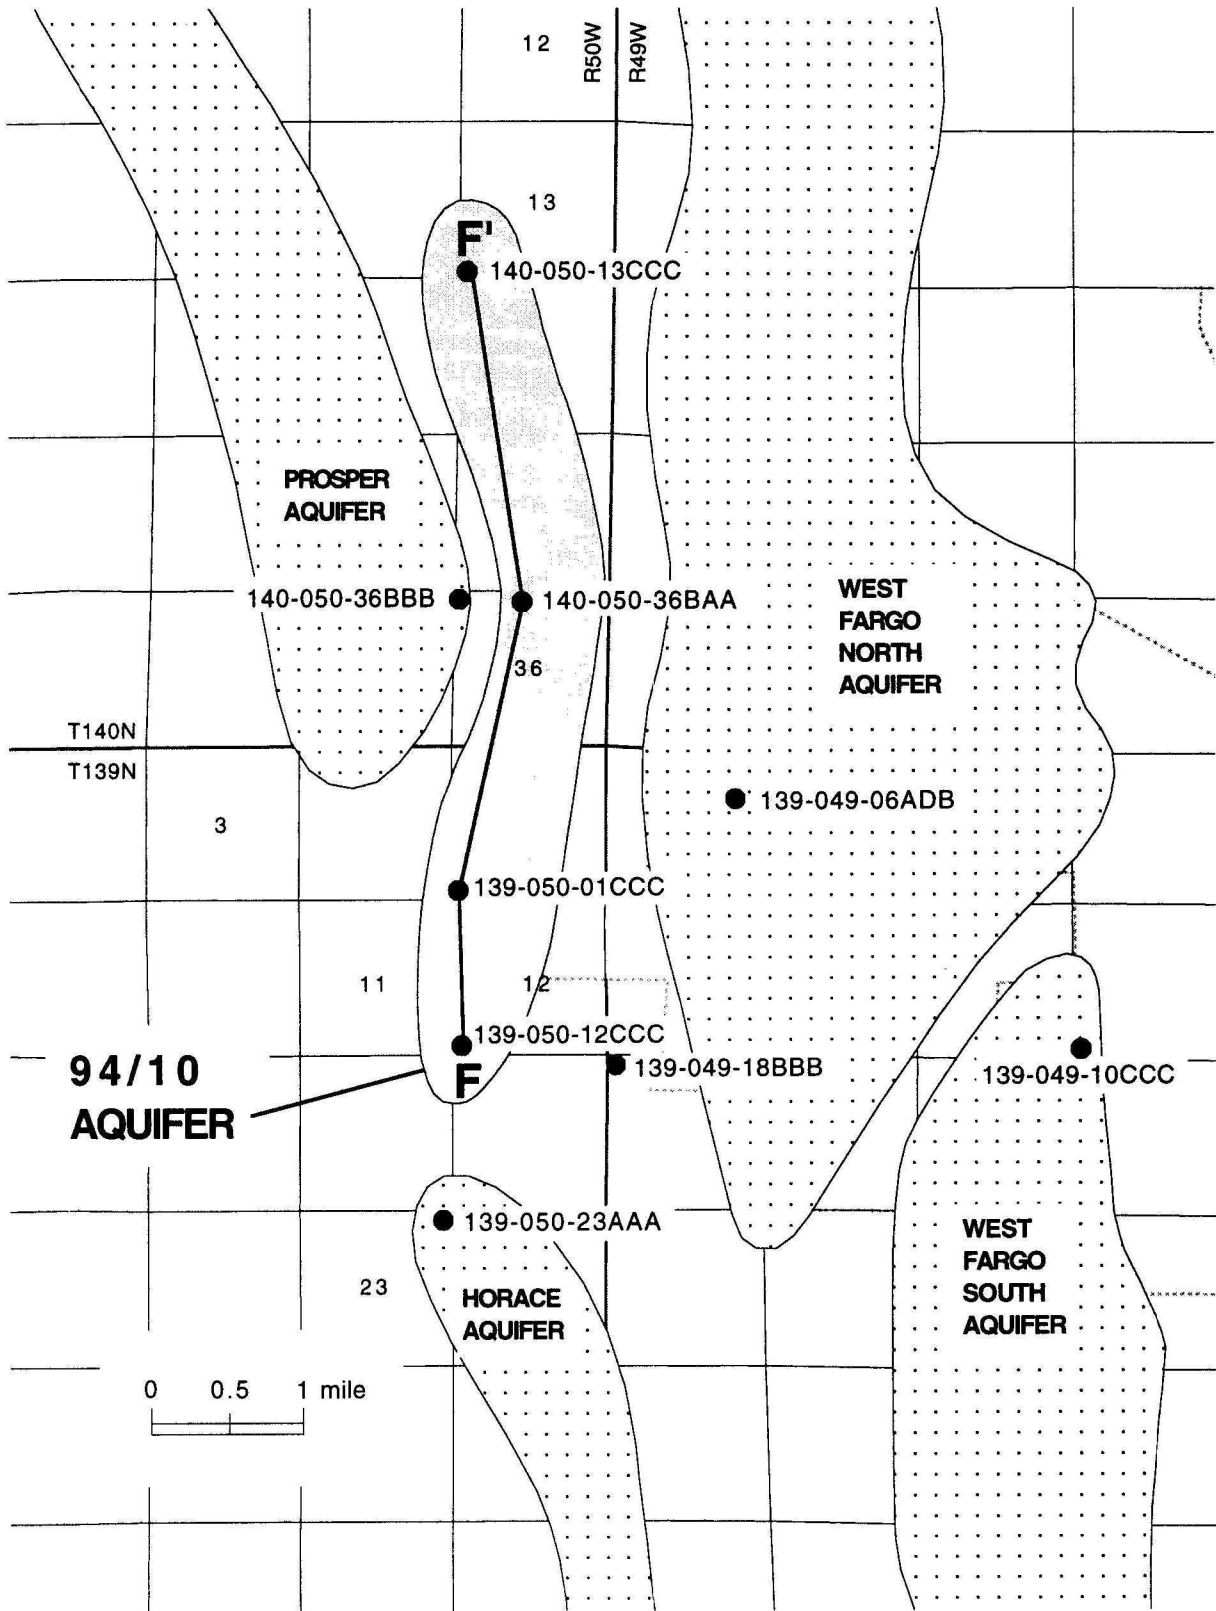 12
R50W
R49W
13
F'
140-050-13CCC
PROSPER
AQUIFER
140-050-36BBB
140-050-36BAA
WEST
FARGO
NORTH
AQUIFER
36
T140N
T139N
3
139-049-06ADB
139-050-01CCC
11
12
139-050-12CCC
94/10
AQUIFER
F
139-049-18BBB
139-049-10CCC
139-050-23AAA
23
HORACE
AQUIFER
WEST
FARGO
SOUTH
AQUIFER
0 0.5 1 mile